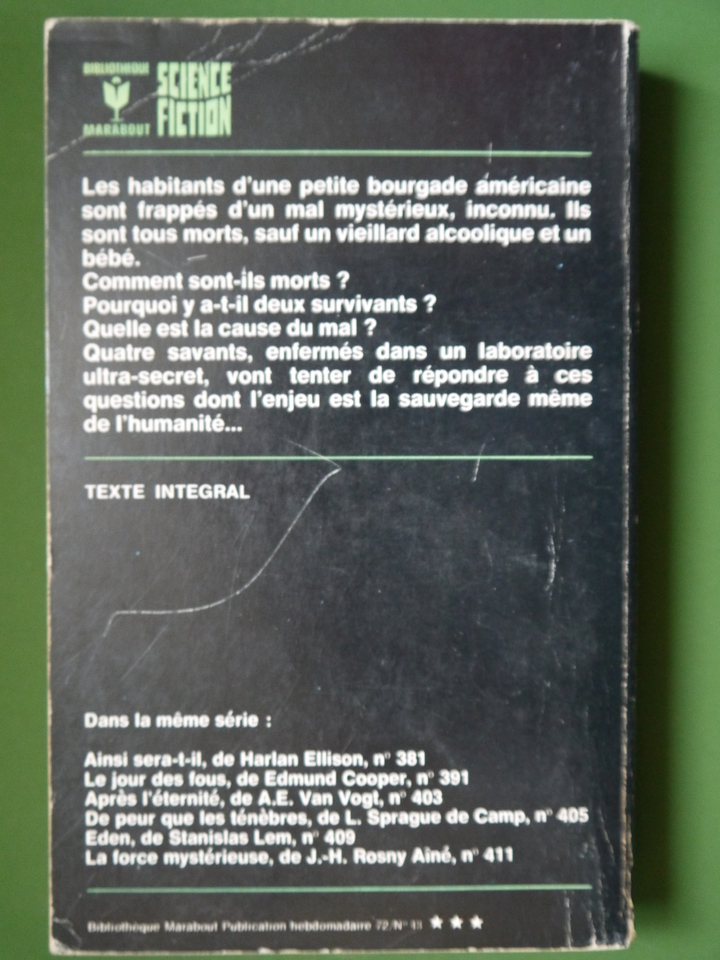 BIBLIOTHEQUE
MARABOUT
SCIENCE
FICTION
Les habitants d'une petite bourgade américaine
sont frappés d'un mal mystérieux, inconnu. Ils
sont tous morts, sauf un vieillard alcoolique et un
bébé.
Comment sont-ils morts ?
Pourquoi y a-t-il deux survivants ?
Quelle est la cause du mal ?
Quatre savants, enfermés dans un laboratoire
ultra-secret, vont tenter de répondre à ces
questions dont l'enjeu est la sauvegarde même
de l'humanité...
TEXTE INTEGRAL
Dans la même série :
Ainsi sera-t-il, de Harlan Ellison, n° 381
Le jour des fous, de Edmund Cooper, n° 391
Après l'éternité, de A.E. Van Vogt, n° 403
De peur que les ténèbres, de L. Sprague de Camp, n° 405
Eden, de Stanislas Lem, n° 409
La force mystérieuse, de J.-H. Rosny Aîné, n° 411
Bibliothèque Marabout Publication hebdomadaire 72/N° ★ ★ ★